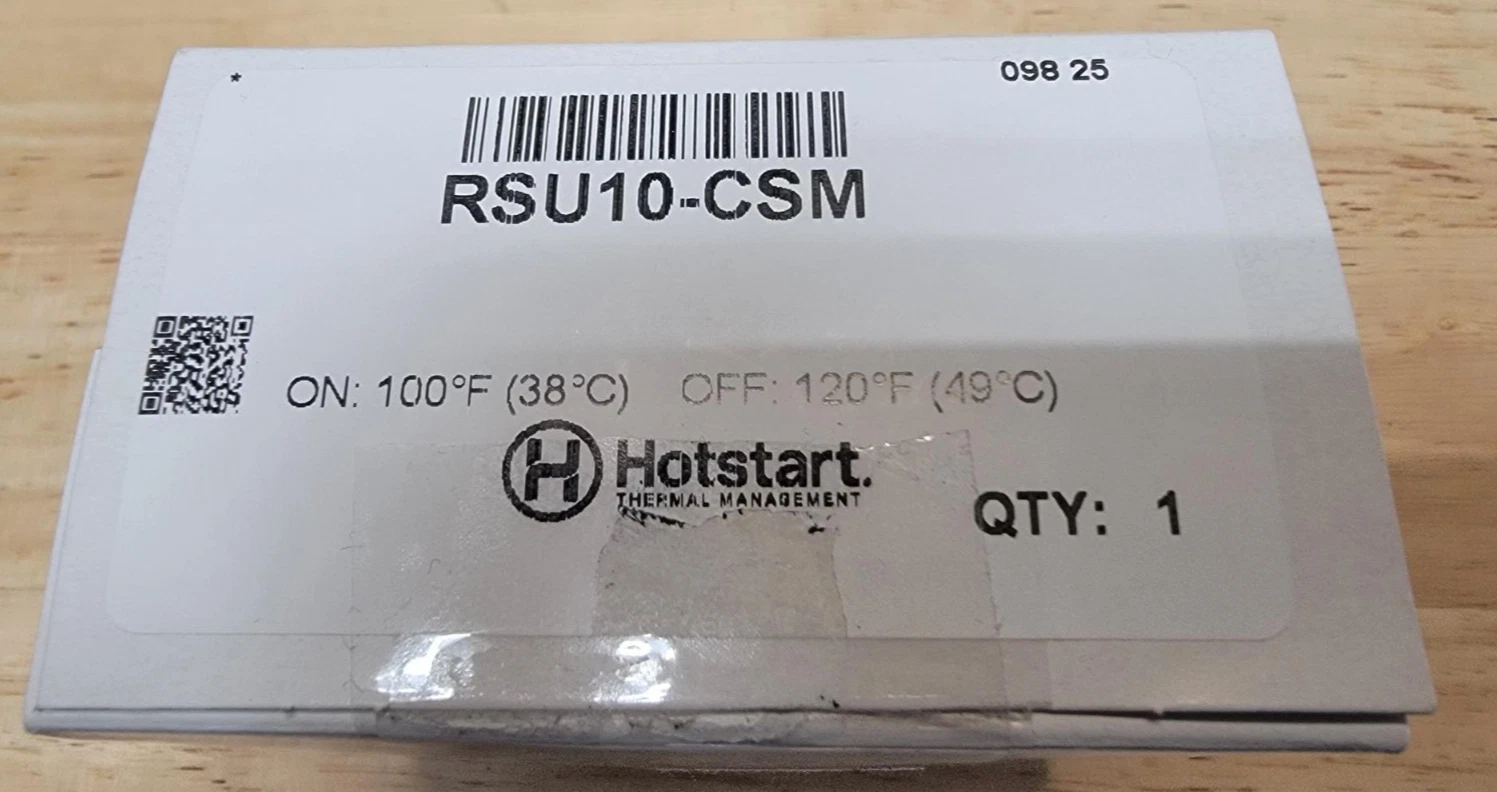 * 098 25
RSU10-CSM
ON: 100°F (38°C) OFF: 120°F (49°C)
Hotstart.
THERMAL MANAGEMENT
QTY: 1